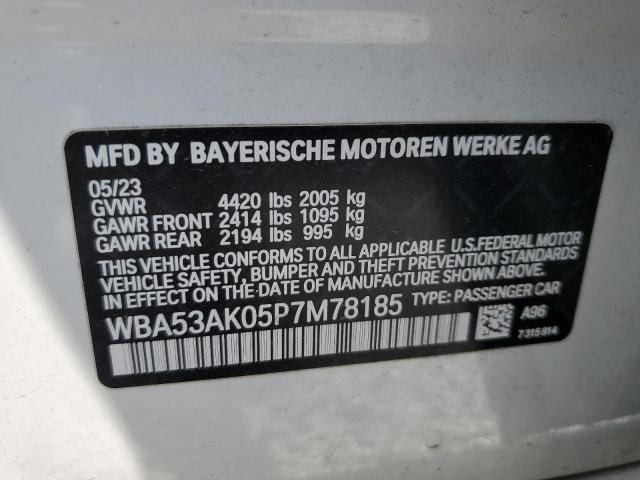 MFD BY BAYERISCHE MOTOREN WERKE AG
05/23
GVWR 4420 lbs 2005 kg
GAWR FRONT 2414 lbs 1095 kg
GAWR REAR 2194 lbs 995 kg
THIS VEHICLE CONFORMS TO ALL APPLICABLE U.S.FEDERAL MOTOR
VEHICLE SAFETY, BUMPER AND THEFT PREVENTION STANDARDS
IN EFFECT ON THE DATE OF MANUFACTURE SHOWN ABOVE.
WBA53AK05P7M78185 TYPE: PASSENGER CAR
A96
7315814